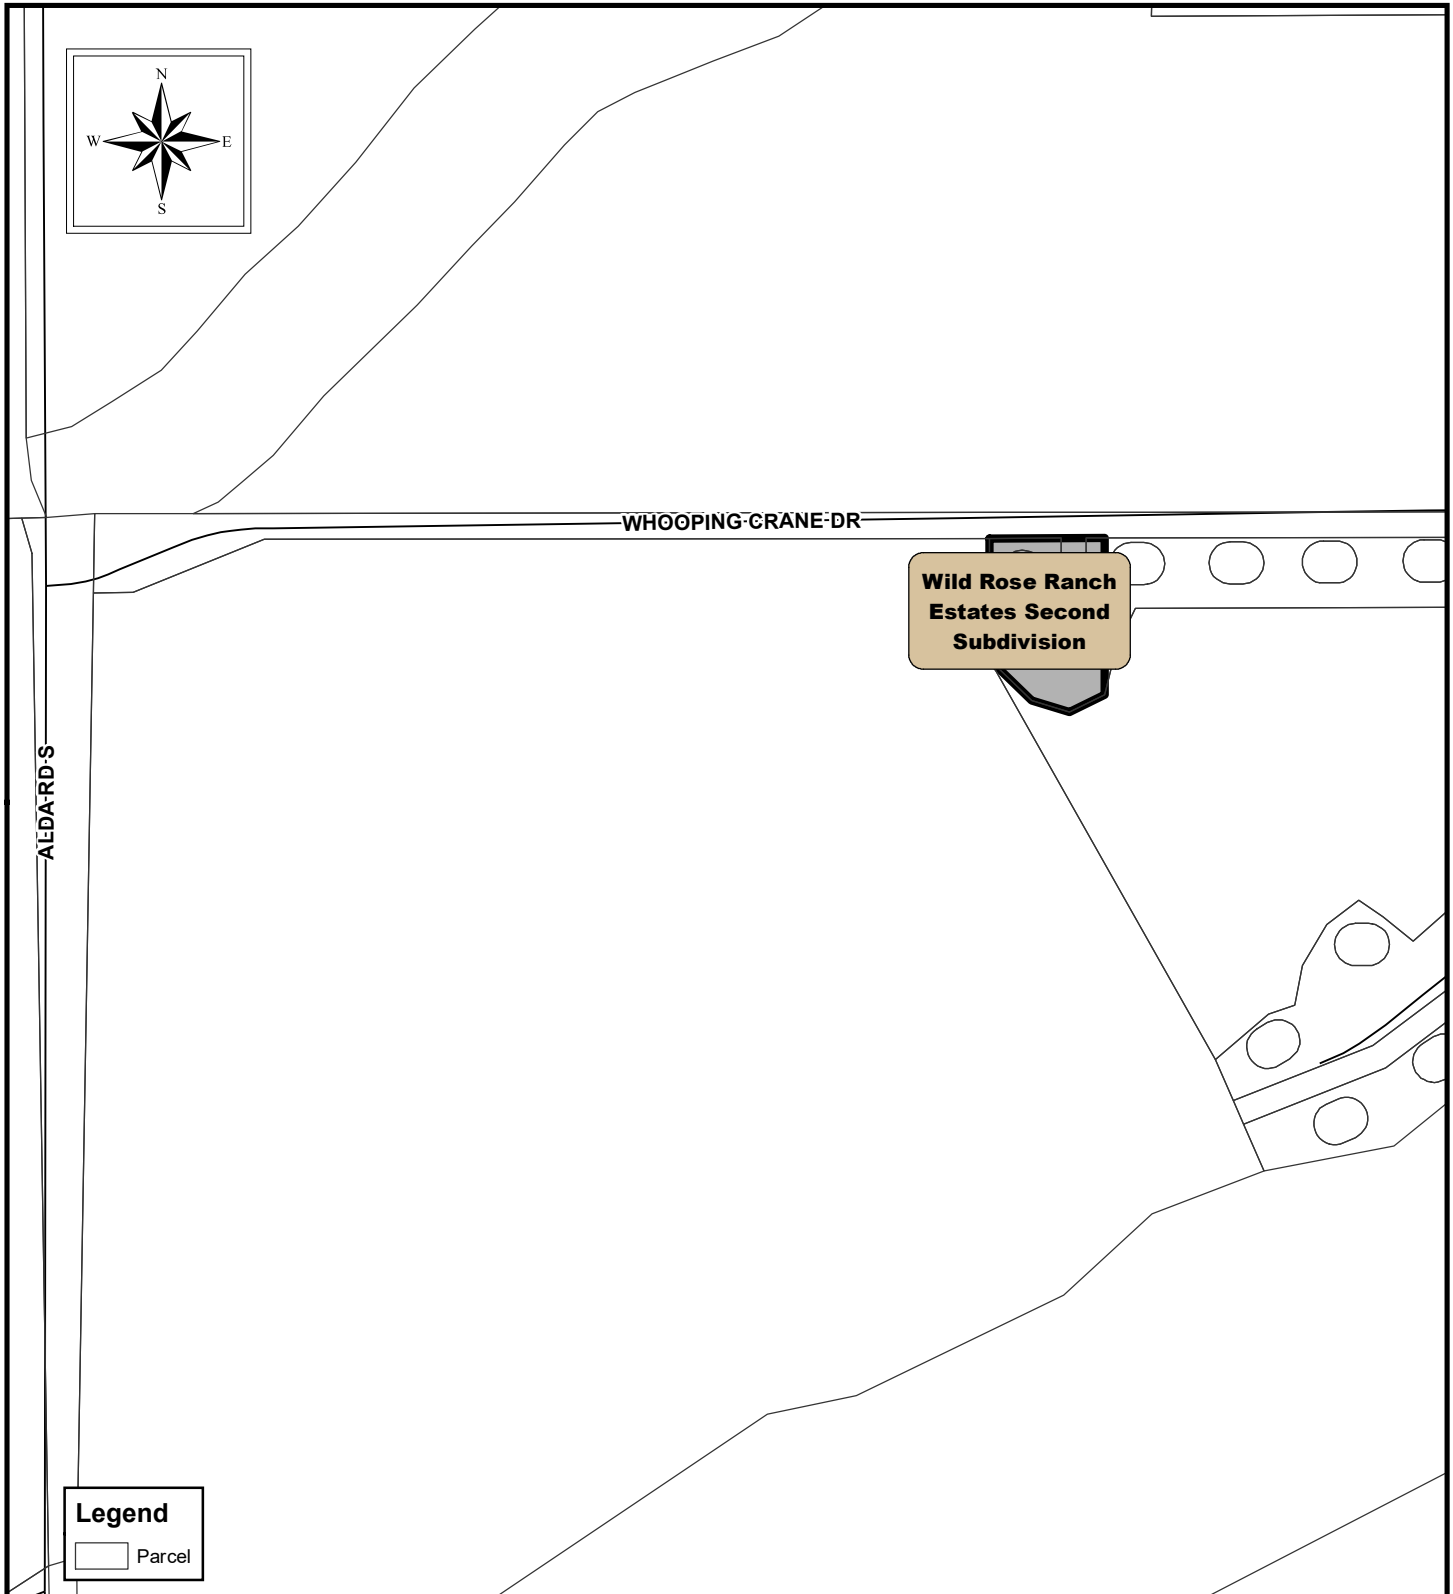 N
W
E
S
WHOOPING CRANE DR
Wild Rose Ranch
Estates Second
Subdivision
ALDA RD S
Legend
Parcel